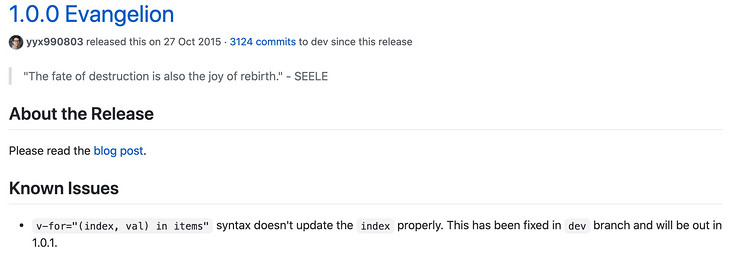 1.0.0 Evangelion
yyx990803 released this on 27 Oct 2015 · 3124 commits to dev since this release
"The fate of destruction is also the joy of rebirth." - SEELE
About the Release
Please read the blog post.
Known Issues
• v-for="(index, val) in items" syntax doesn't update the index properly. This has been fixed in dev branch and will be out in
1.0.1.